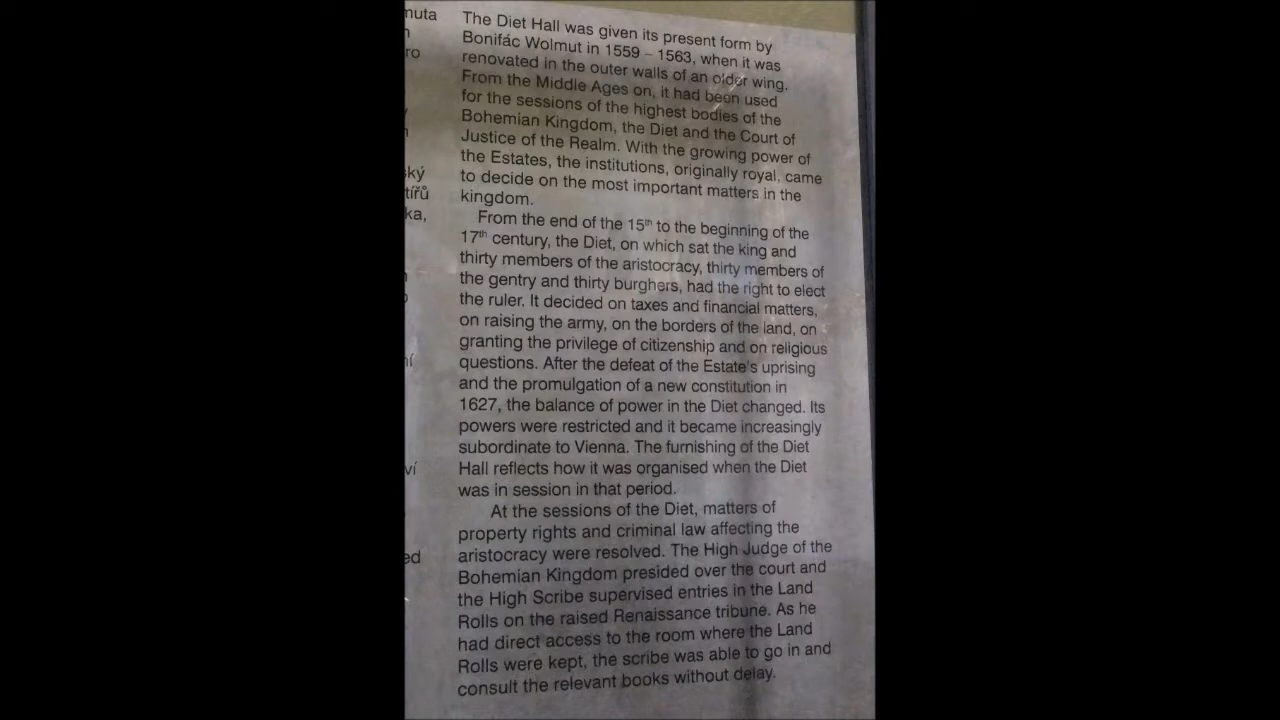 muta
ro
ský
tířů
ka,
ní
ví
ed
The Diet Hall was given its present form by
Bonifác Wolmut in 1559 – 1563, when it was
renovated in the outer walls of an older wing.
From the Middle Ages on, it had been used
for the sessions of the highest bodies of the
Bohemian Kingdom, the Diet and the Court of
Justice of the Realm. With the growing power of
the Estates, the institutions, originally royal, came
to decide on the most important matters in the
kingdom.
From the end of the 15th to the beginning of the
17th century, the Diet, on which sat the king and
thirty members of the aristocracy, thirty members of
the gentry and thirty burghers, had the right to elect
the ruler. It decided on taxes and financial matters,
on raising the army, on the borders of the land, on
granting the privilege of citizenship and on religious
questions. After the defeat of the Estate's uprising
and the promulgation of a new constitution in
1627, the balance of power in the Diet changed. Its
powers were restricted and it became increasingly
subordinate to Vienna. The furnishing of the Diet
Hall reflects how it was organised when the Diet
was in session in that period.
At the sessions of the Diet, matters of
property rights and criminal law affecting the
aristocracy were resolved. The High Judge of the
Bohemian Kingdom presided over the court and
the High Scribe supervised entries in the Land
Rolls on the raised Renaissance tribune. As he
had direct access to the room where the Land
Rolls were kept, the scribe was able to go in and
consult the relevant books without delay.